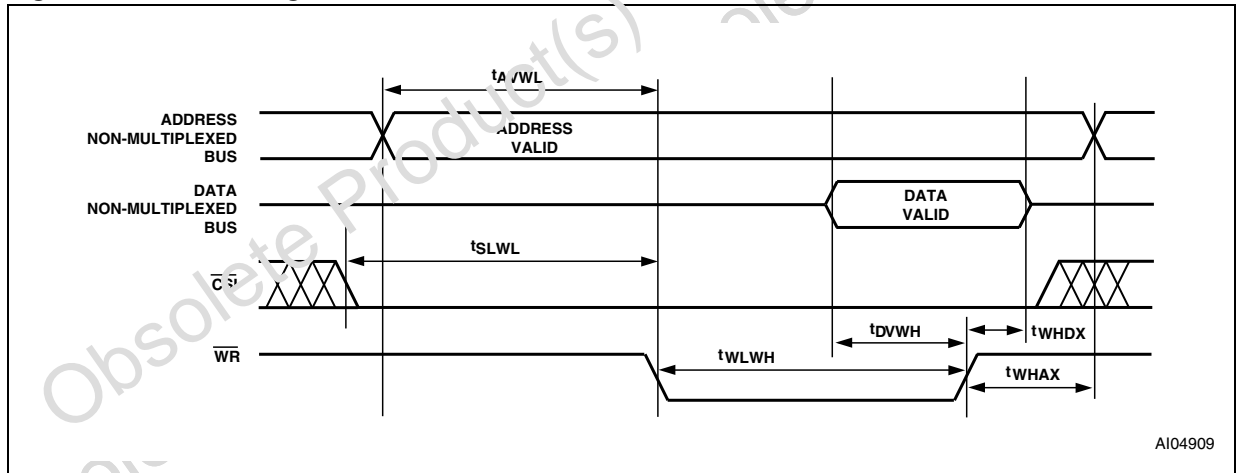 Obsolete Product(s)
tAVWL
ADDRESS
NON-MULTIPLEXED
BUS
ADDRESS
VALID
DATA
NON-MULTIPLEXED
BUS
DATA
VALID
tSLWL
CSI
tDVWH
tWHDX
WR
tWLWH
tWHAX
AI04909